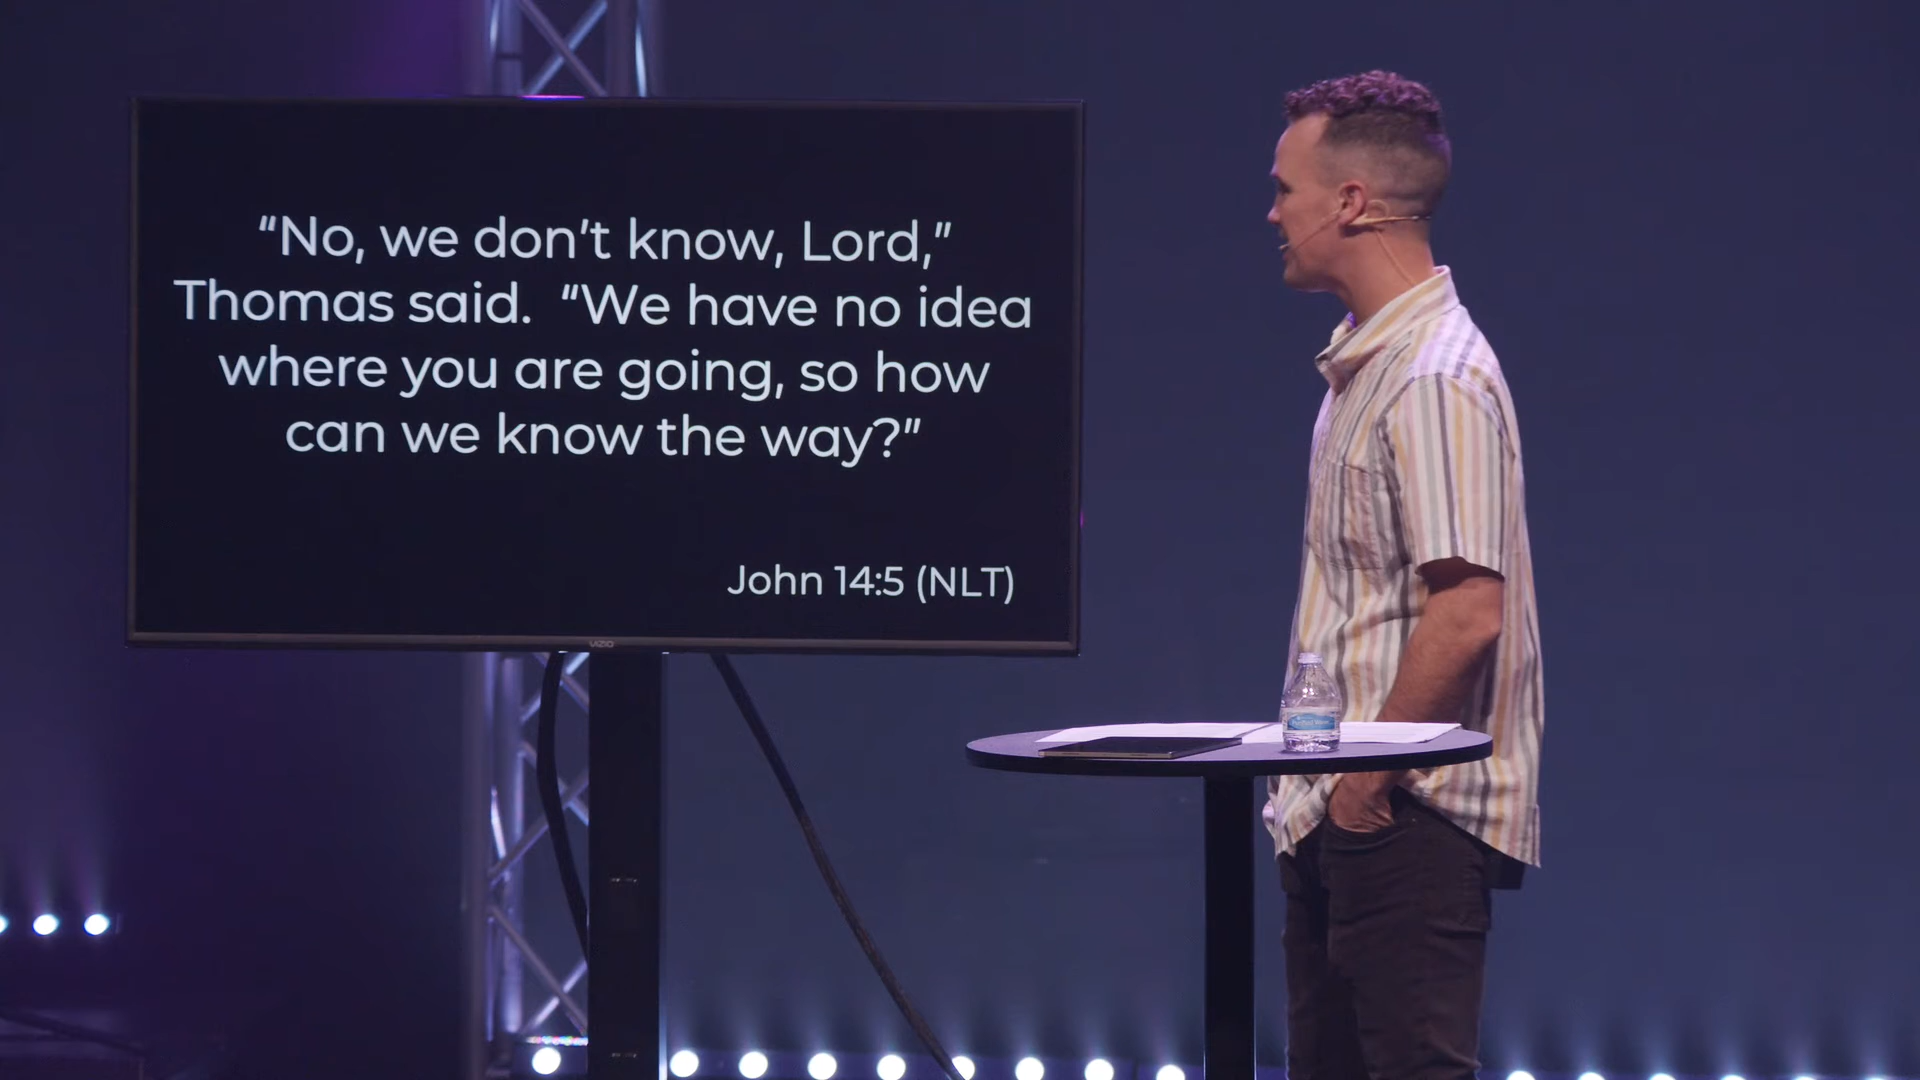 “No, we don’t know, Lord,”
Thomas said.  “We have no idea
where you are going, so how
can we know the way?”
John 14:5 (NLT)
VIZIO